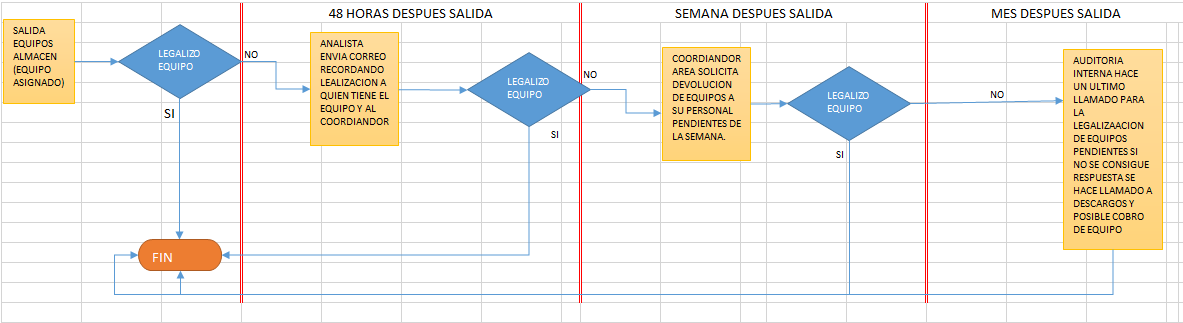 48 HORAS DESPUES SALIDA
SEMANA DESPUES SALIDA
MES DESPUES SALIDA
SALIDA
EQUIPOS
ALMACEN
(EQUIPO
ASIGNADO)
LEGALIZO
EQUIPO
NO
SI
ANALISTA
ENVIA CORREO
RECORDANDO
LEALIZACION A
QUIEN TIENE EL
EQUIPO Y AL
COORDIANDOR
LEGALIZO
EQUIPO
NO
SI
COORDIANDOR
AREA SOLICITA
DEVOLUCION
DE EQUIPOS A
SU PERSONAL
PENDIENTES DE
LA SEMANA.
LEGALIZO
EQUIPO
NO
SI
AUDITORIA
INTERNA HACE
UN ULTIMO
LLAMADO PARA
LA
LEGALIZAACION
DE EQUIPOS
PENDIENTES SI
NO SE CONSIGUE
RESPUESTA SE
HACE LLAMADO A
DESCARGOS Y
POSIBLE COBRO
DE EQUIPO
FIN